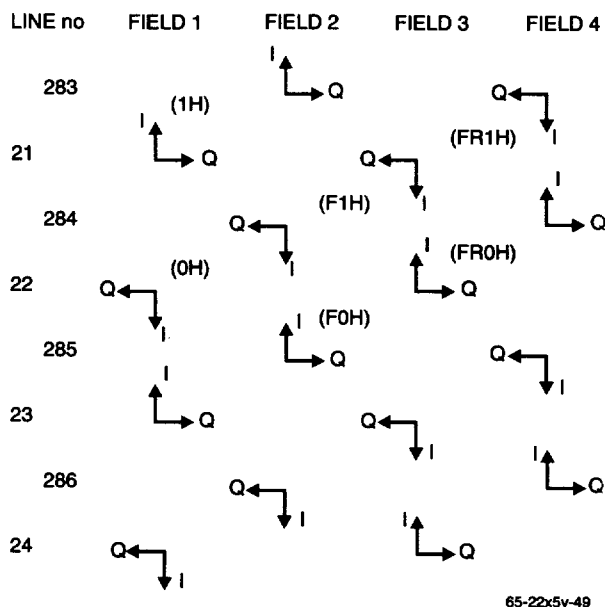 LINE no FIELD 1 FIELD 2 FIELD 3 FIELD 4
I
283 Q Q
I (1H) I
21 Q Q (FR1H)
(F1H) I I
284 Q Q
(0H) I I (FR0H)
22 Q Q
I I (F0H)
285 I Q Q
I
23 Q Q
I I
286 Q Q
I I
24 Q Q
I
65-22x5y-49